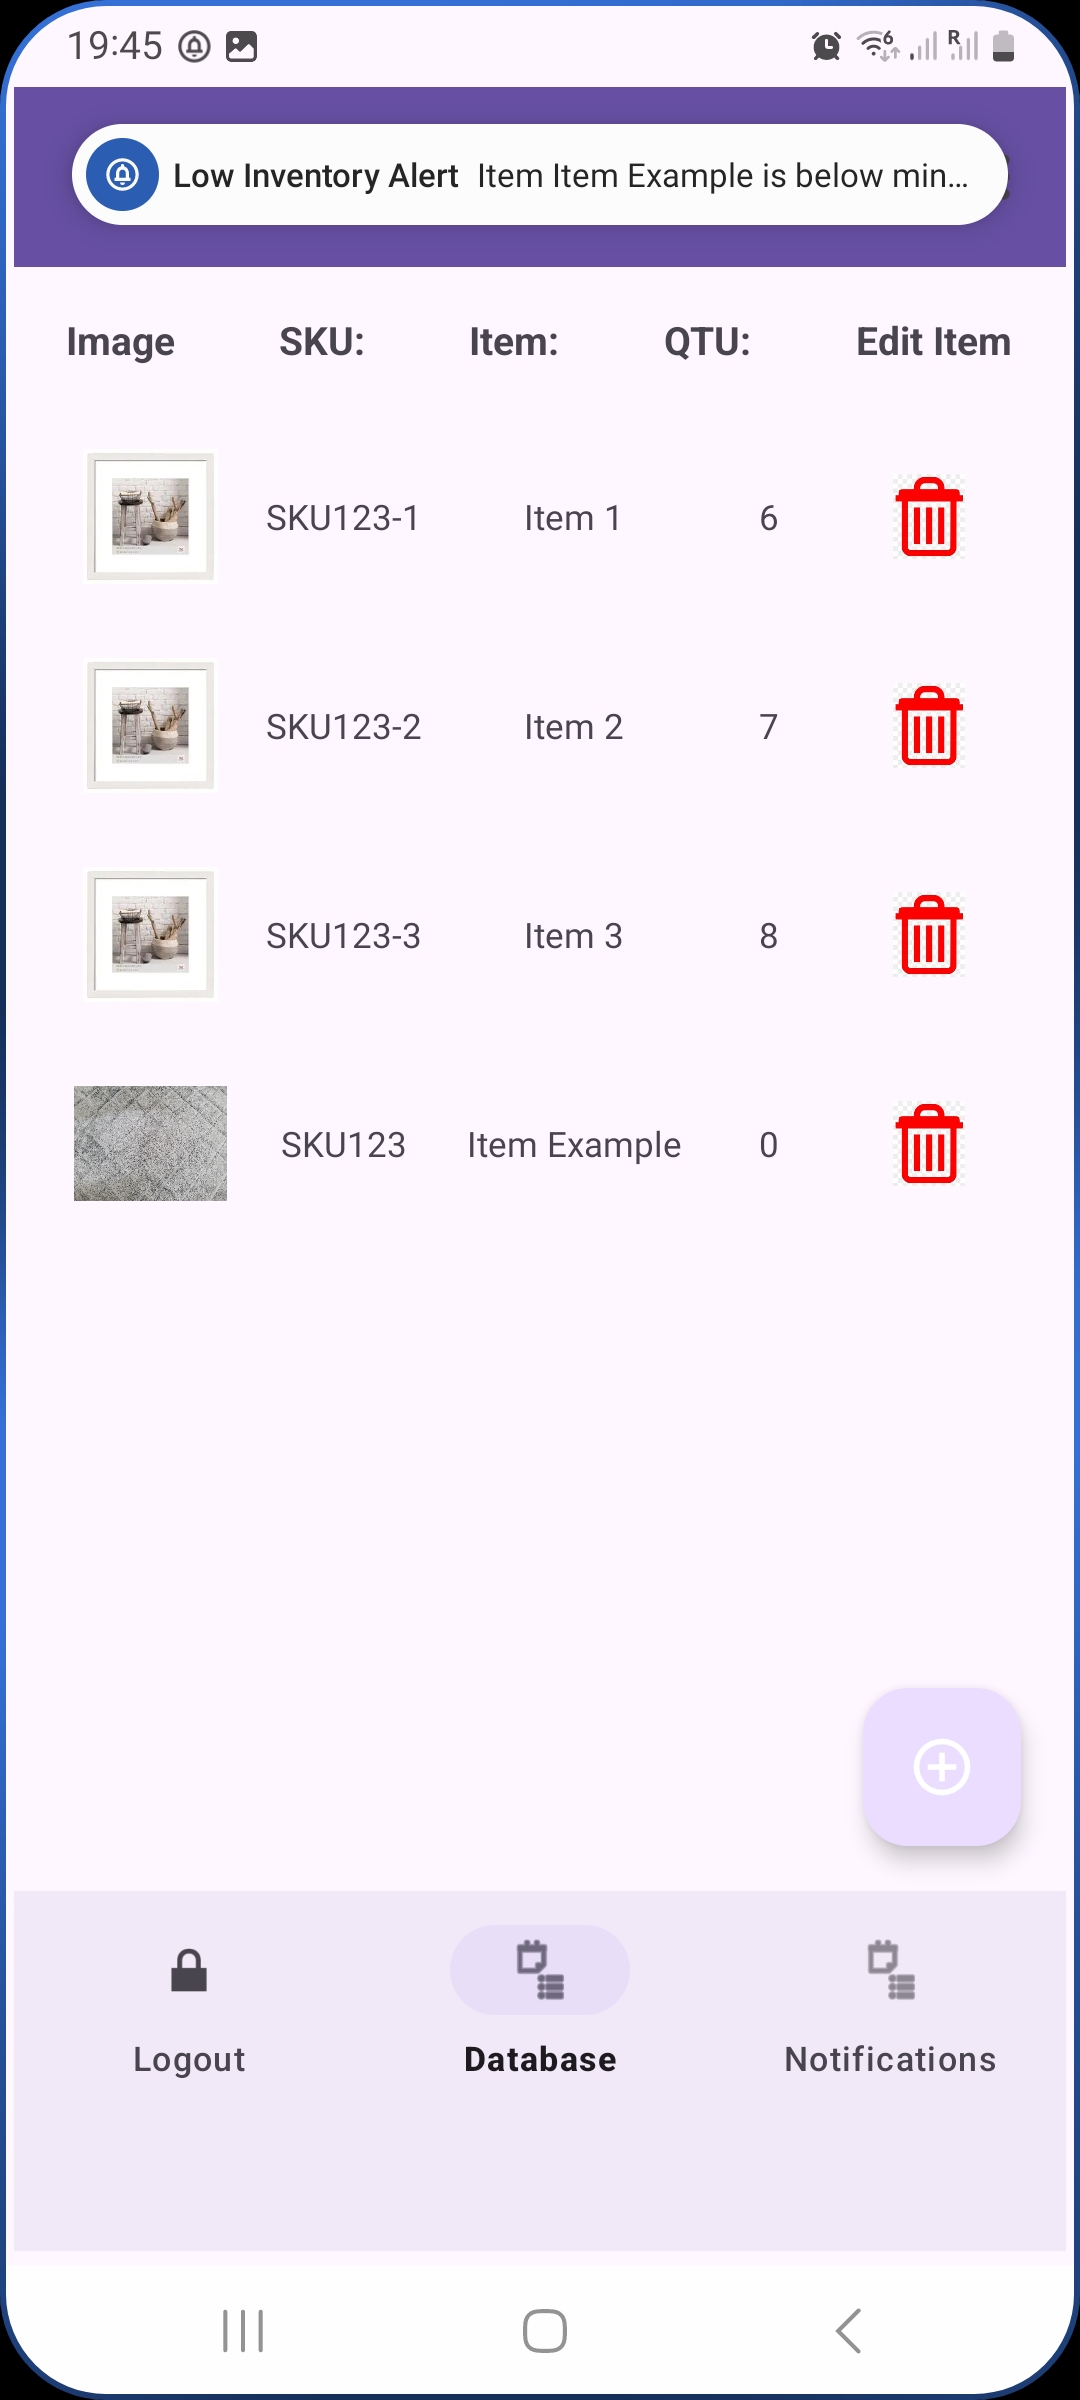 19:45
6 R
Low Inventory Alert Item Item Example is below min...
Image SKU: Item: QTU: Edit Item
SKU123-1 Item 1 6
SKU123-2 Item 2 7
SKU123-3 Item 3 8
SKU123 Item Example 0
Logout Database Notifications